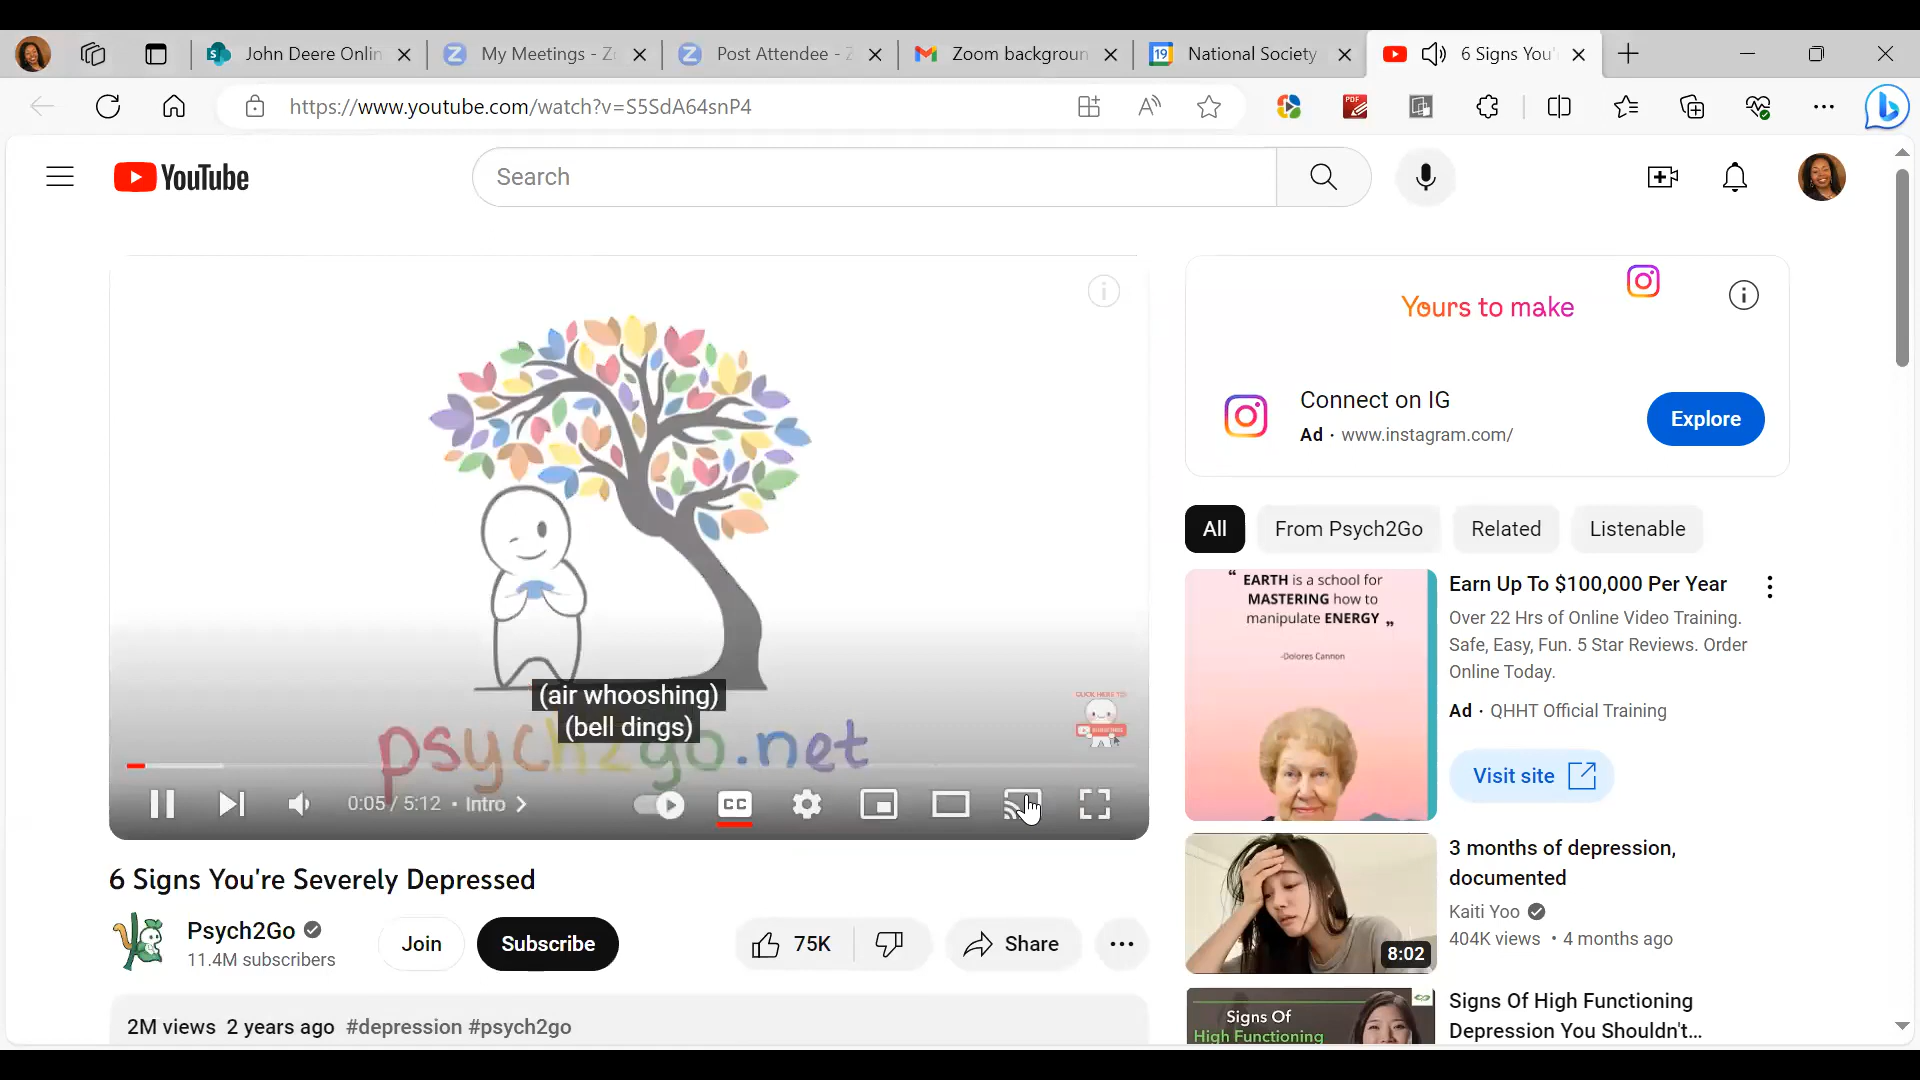 John Deere Onlin
My Meetings - Z
Post Attendee - Z
Zoom backgroun
19
National Society
6 Signs You'
https://www.youtube.com/watch?v=S5SdA64snP4
PDF
YouTube
Search
Yours to make
Connect on IG
Ad · www.instagram.com/
Explore
(air whooshing)
(bell dings)
psych2go.net
CLICK HERE TO
SUBSCRIBE
0:05 / 5:12 • Intro
CC
All
From Psych2Go
Related
Listenable
“ EARTH is a school for
MASTERING how to
manipulate ENERGY „
-Dolores Cannon
Earn Up To $100,000 Per Year
Over 22 Hrs of Online Video Training.
Safe, Easy, Fun. 5 Star Reviews. Order
Online Today.
Ad · QHHT Official Training
Visit site
6 Signs You're Severely Depressed
Psych2Go
11.4M subscribers
Join
Subscribe
75K
Share
2M views 2 years ago #depression #psych2go
8:02
3 months of depression,
documented
Kaiti Yoo
404K views • 4 months ago
Signs Of
High Functioning
Signs Of High Functioning
Depression You Shouldn't...